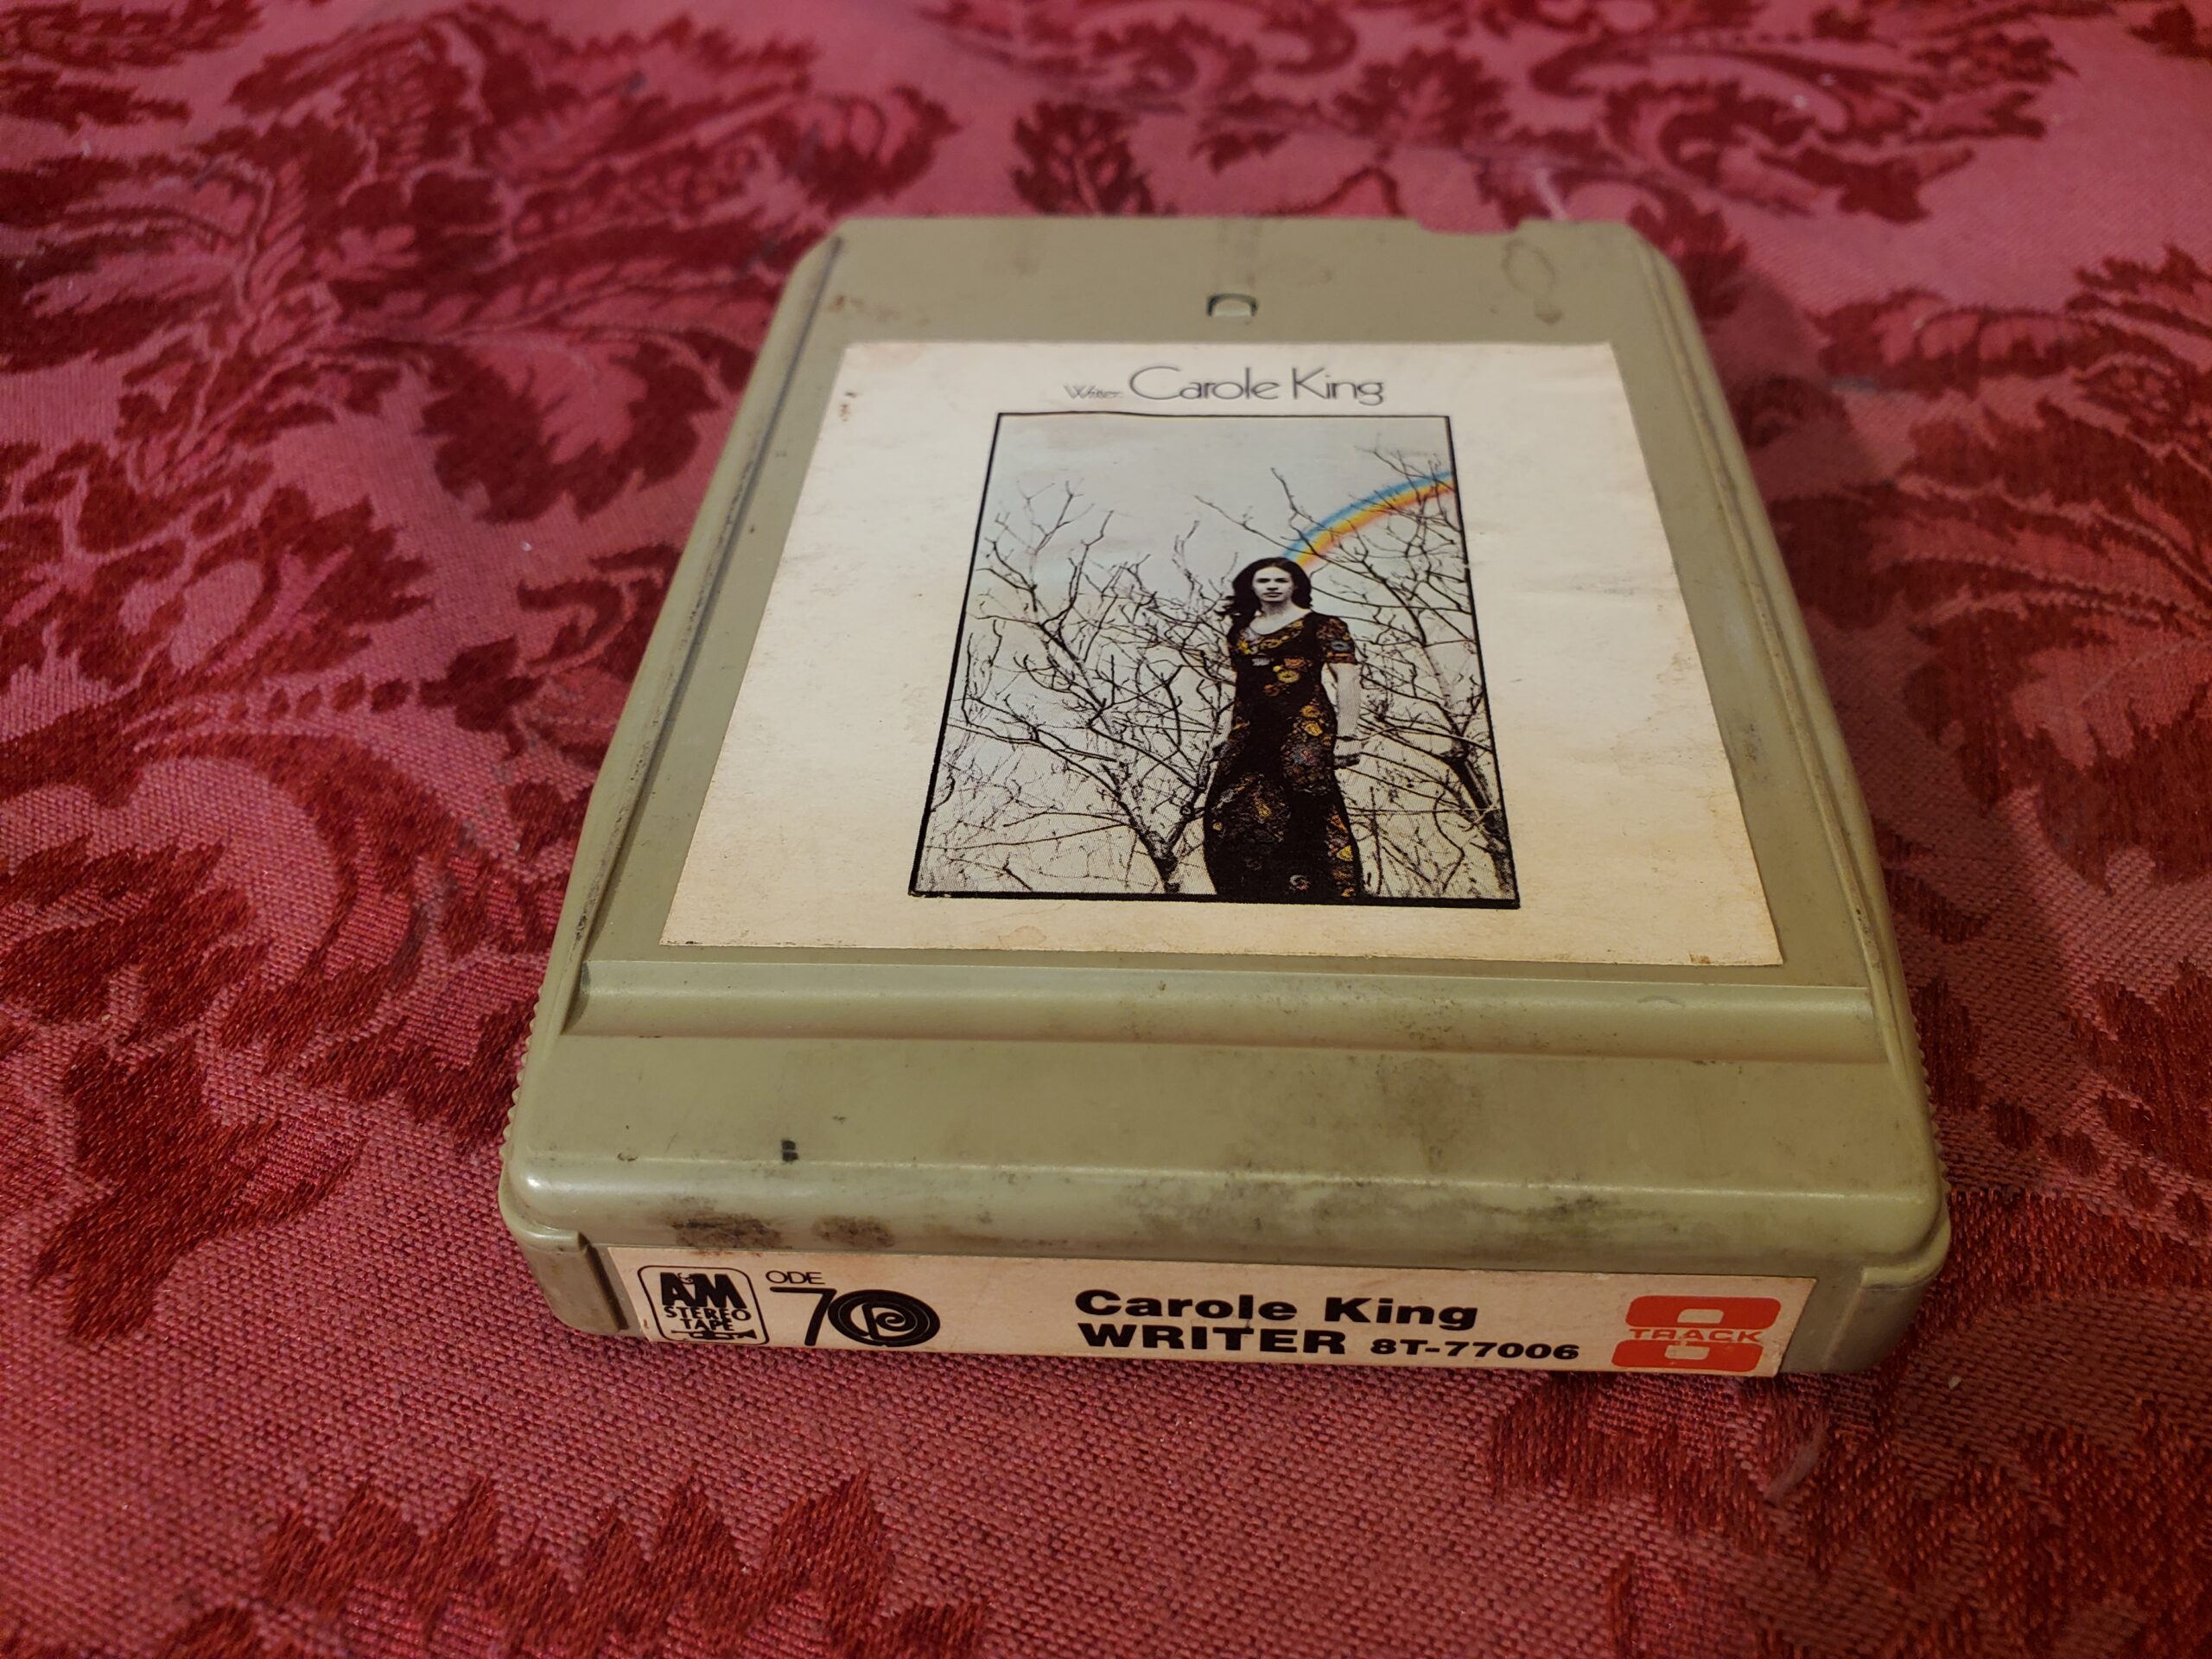 Writer: Carole King
A&M
STEREO
TAPE
ODE
70
Carole King
WRITER 8T-77006
8
TRACK